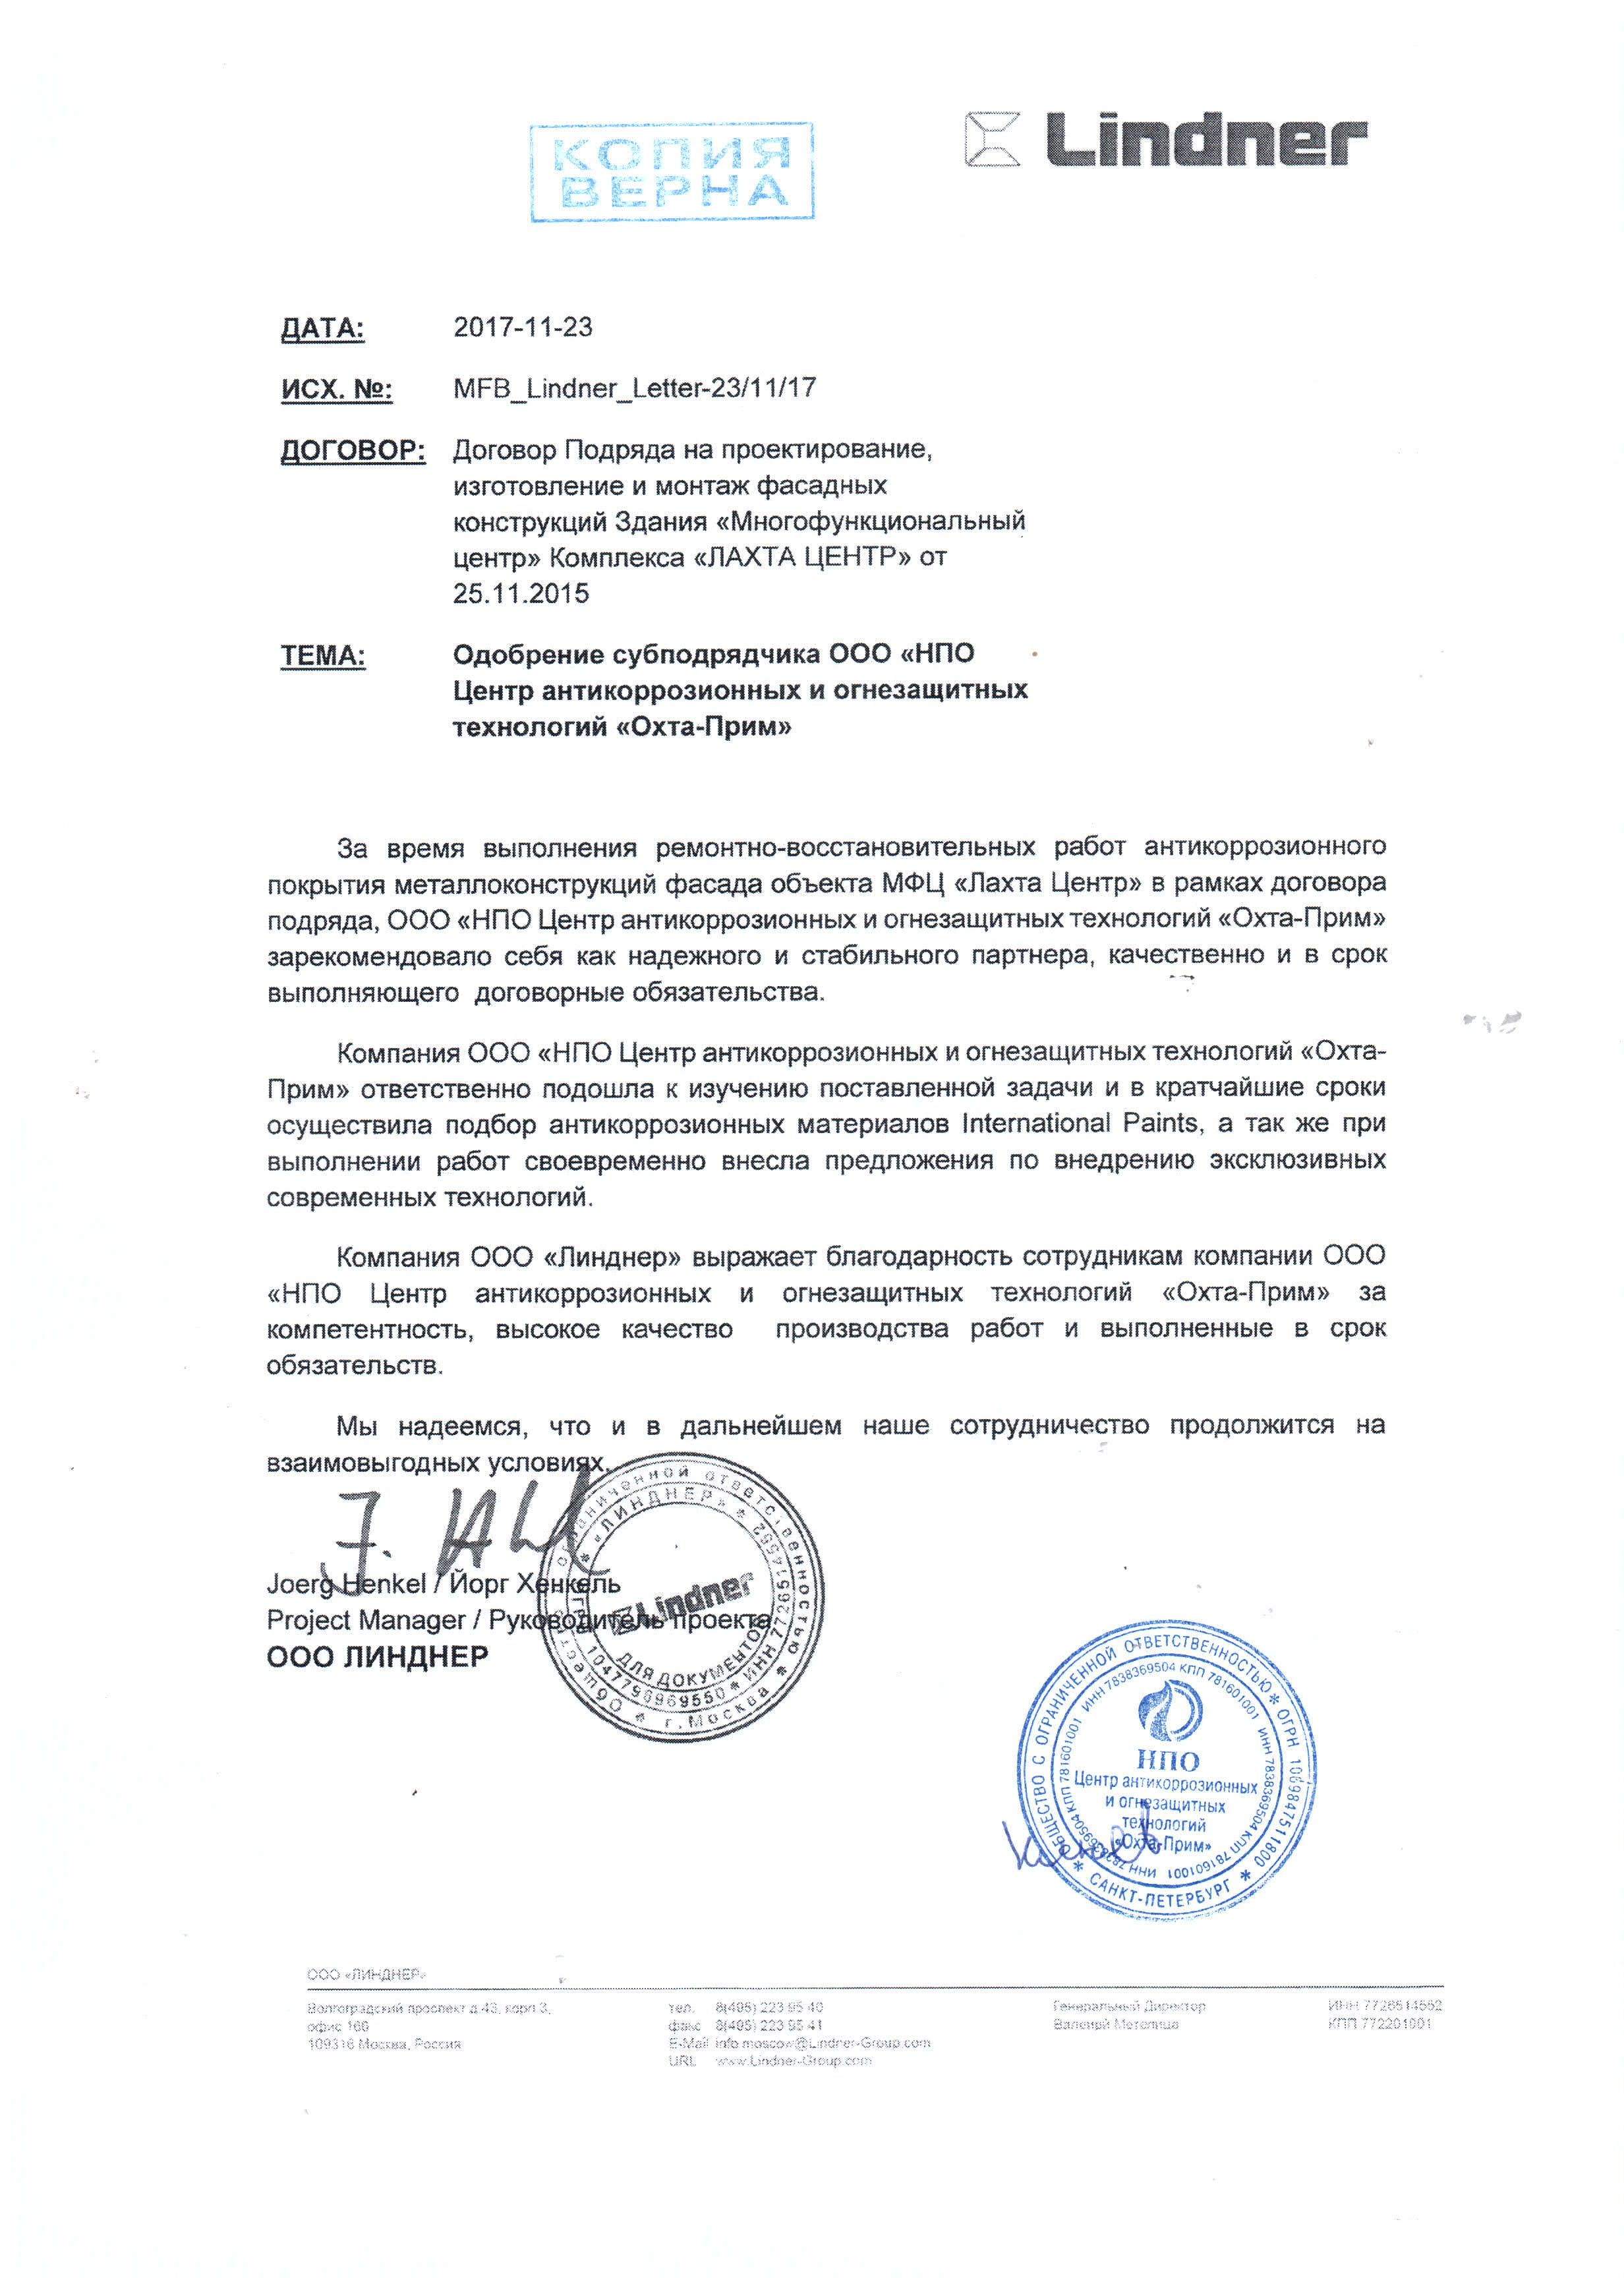 КОПИЯ
ВЕРНА
Lindner
ДАТА: 2017-11-23
ИСХ. №: MFB_Lindner_Letter-23/11/17
ДОГОВОР: Договор Подряда на проектирование,
изготовление и монтаж фасадных
конструкций Здания «Многофункциональный
центр» Комплекса «ЛАХТА ЦЕНТР» от
25.11.2015
ТЕМА: Одобрение субподрядчика ООО «НПО
Центр антикоррозионных и огнезащитных
технологий «Охта-Прим»
За время выполнения ремонтно-восстановительных работ антикоррозионного
покрытия металлоконструкций фасада объекта МФЦ «Лахта Центр» в рамках договора
подряда, ООО «НПО Центр антикоррозионных и огнезащитных технологий «Охта-Прим»
зарекомендовало себя как надежного и стабильного партнера, качественно и в срок
выполняющего договорные обязательства.
Компания ООО «НПО Центр антикоррозионных и огнезащитных технологий «Охта-
Прим» ответственно подошла к изучению поставленной задачи и в кратчайшие сроки
осуществила подбор антикоррозионных материалов International Paints, а так же при
выполнении работ своевременно внесла предложения по внедрению эксклюзивных
современных технологий.
Компания ООО «Линднер» выражает благодарность сотрудникам компании ООО
«НПО Центр антикоррозионных и огнезащитных технологий «Охта-Прим» за
компетентность, высокое качество производства работ и выполненные в срок
обязательств.
Мы надеемся, что и в дальнейшем наше сотрудничество продолжится на
взаимовыгодных условиях.
Joerg Henkel / Йорг Хенкель
Project Manager / Руководитель проекта
ООО ЛИНДНЕР
«ЛИНДНЕР»
Lindner
ДЛЯ ДОКУМЕНТОВ
1047796969550 * ИНН 7726514552
Общество с ограниченной ответственностью * г.Москва *
ОБЩЕСТВО С ОГРАНИЧЕННОЙ ОТВЕТСТВЕННОСТЬЮ * ОГРН 1069847511800
* САНКТ-ПЕТЕРБУРГ *
ИНН 7838369504 КПП 781601001 ИНН 7838369504 КПП 781601001 ИНН 7838369504 КПП 781601001
НПО
Центр антикоррозионных
и огнезащитных
технологий
«Охта-Прим»
ООО «ЛИНДНЕР»
Волгоградский проспект д.43, корп 3,
офис 166
109316 Москва, Россия
тел. 8(495) 223 95 40
факс 8(495) 223 95 41
E-Mail info.moscow@Lindner-Group.com
URL www.Lindner-Group.com
Генеральный Директор
Метелица
ИНН 7726514552
КПП 772201001